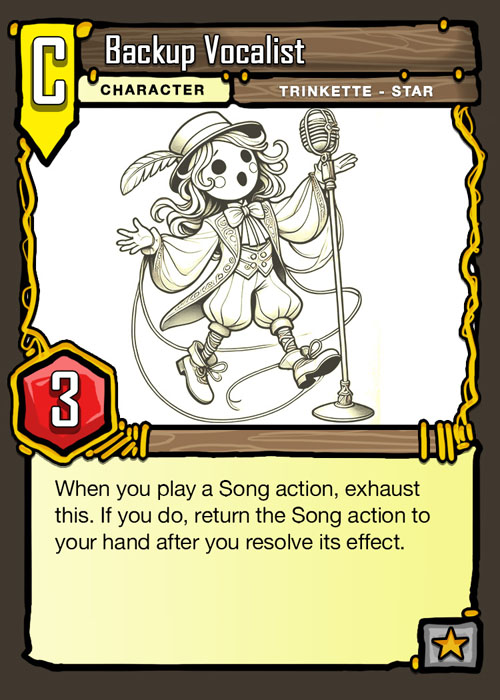 C
Backup Vocalist
CHARACTER
TRINKETTE - STAR
3
When you play a Song action, exhaust
this. If you do, return the Song action to
your hand after you resolve its effect.